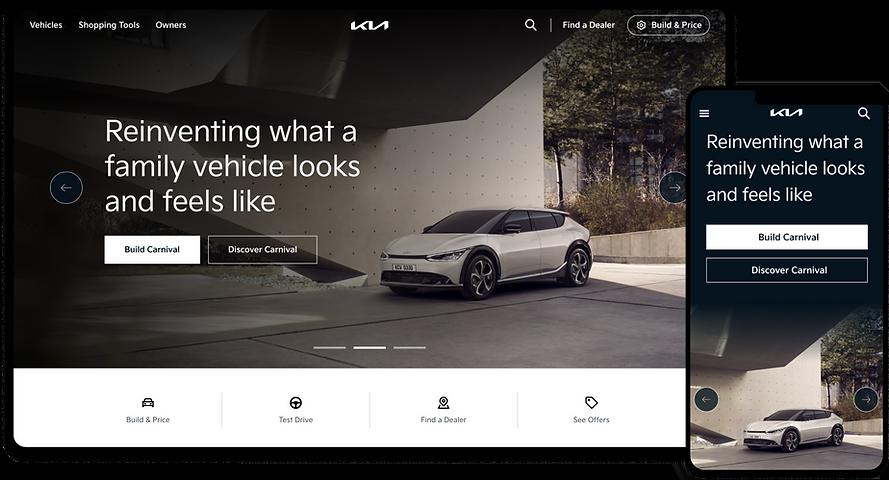 Vehicles Shopping Tools Owners KIA Find a Dealer Build & Price
Reinventing what a
family vehicle looks
and feels like
Build Carnival Discover Carnival
Build & Price Test Drive Find a Dealer See Offers
KIA
Reinventing what a
family vehicle looks
and feels like
Build Carnival
Discover Carnival